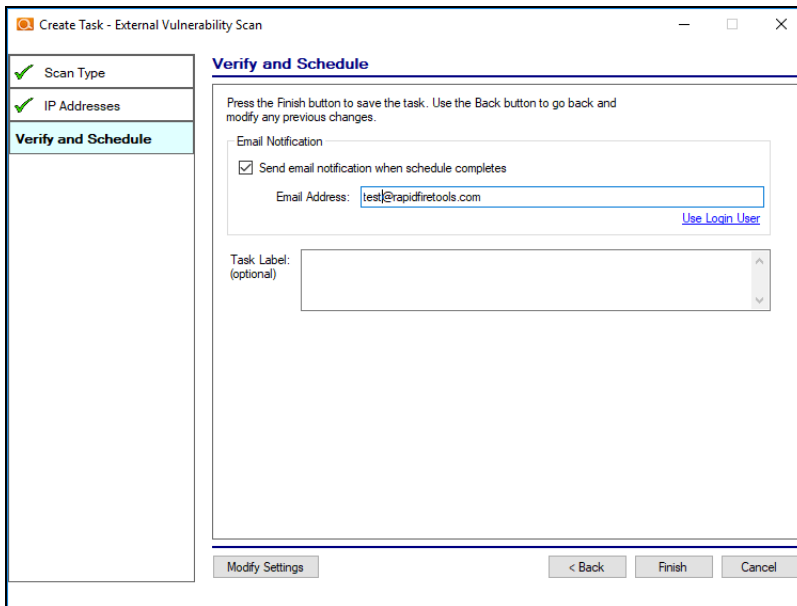 Create Task - External Vulnerability Scan
Scan Type
IP Addresses
Verify and Schedule
Verify and Schedule
Press the Finish button to save the task. Use the Back button to go back and
modify any previous changes.
Email Notification
Send email notification when schedule completes
Email Address: test@rapidfiretools.com
Use Login User
Task Label:
(optional)
Modify Settings
< Back
Finish
Cancel